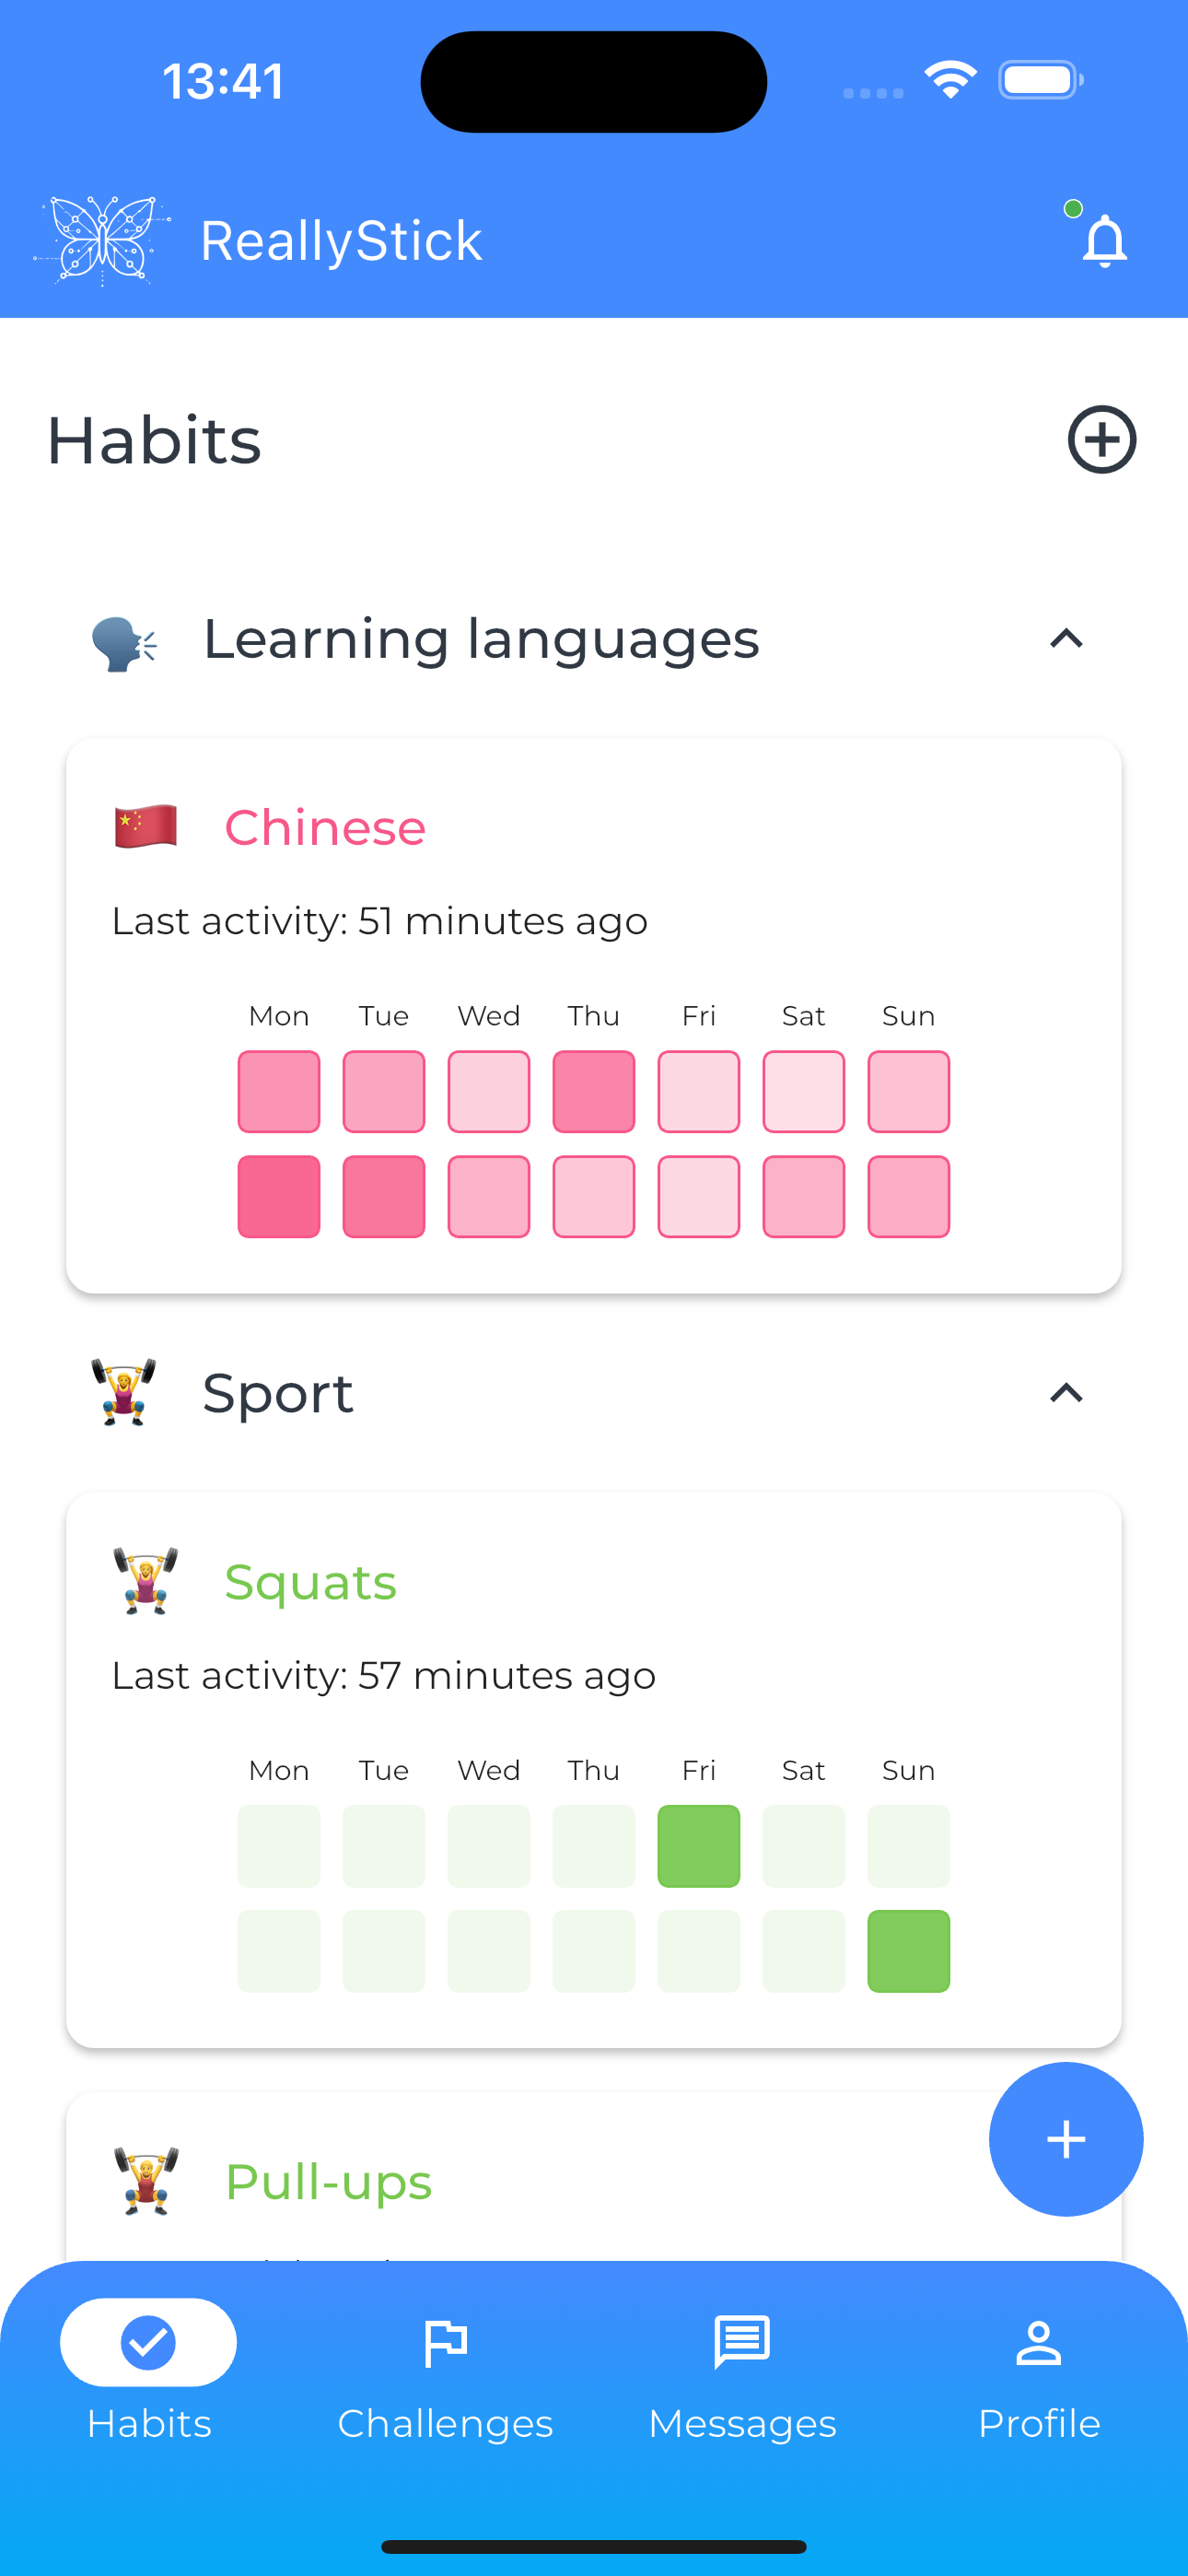 13:41
ReallyStick
Habits
Learning languages
Chinese
Last activity: 51 minutes ago
Mon Tue Wed Thu Fri Sat Sun
Sport
Squats
Last activity: 57 minutes ago
Mon Tue Wed Thu Fri Sat Sun
Pull-ups
Habits Challenges Messages Profile